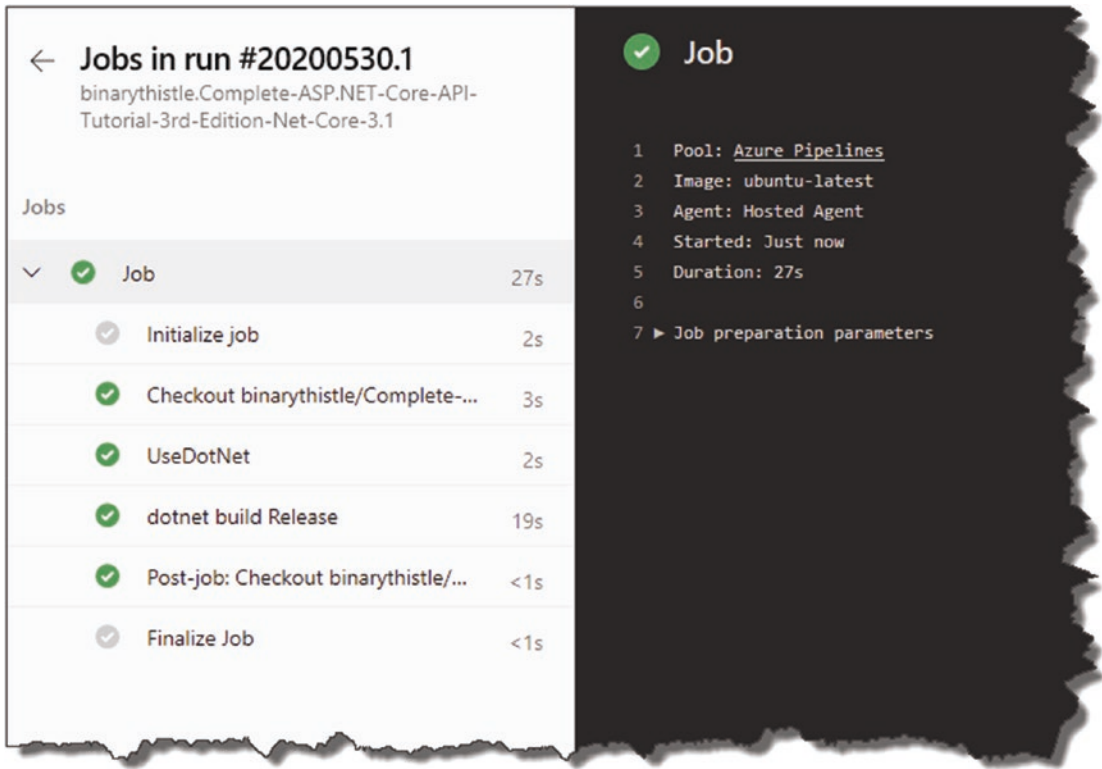 ← Jobs in run #20200530.1
binarythistle.Complete-ASP.NET-Core-API-
Tutorial-3rd-Edition-Net-Core-3.1
Jobs
Job 27s
Initialize job 2s
Checkout binarythistle/Complete-... 3s
UseDotNet 2s
dotnet build Release 19s
Post-job: Checkout binarythistle/... <1s
Finalize Job <1s
Job
1 Pool: Azure Pipelines
2 Image: ubuntu-latest
3 Agent: Hosted Agent
4 Started: Just now
5 Duration: 27s
6
7 ► Job preparation parameters